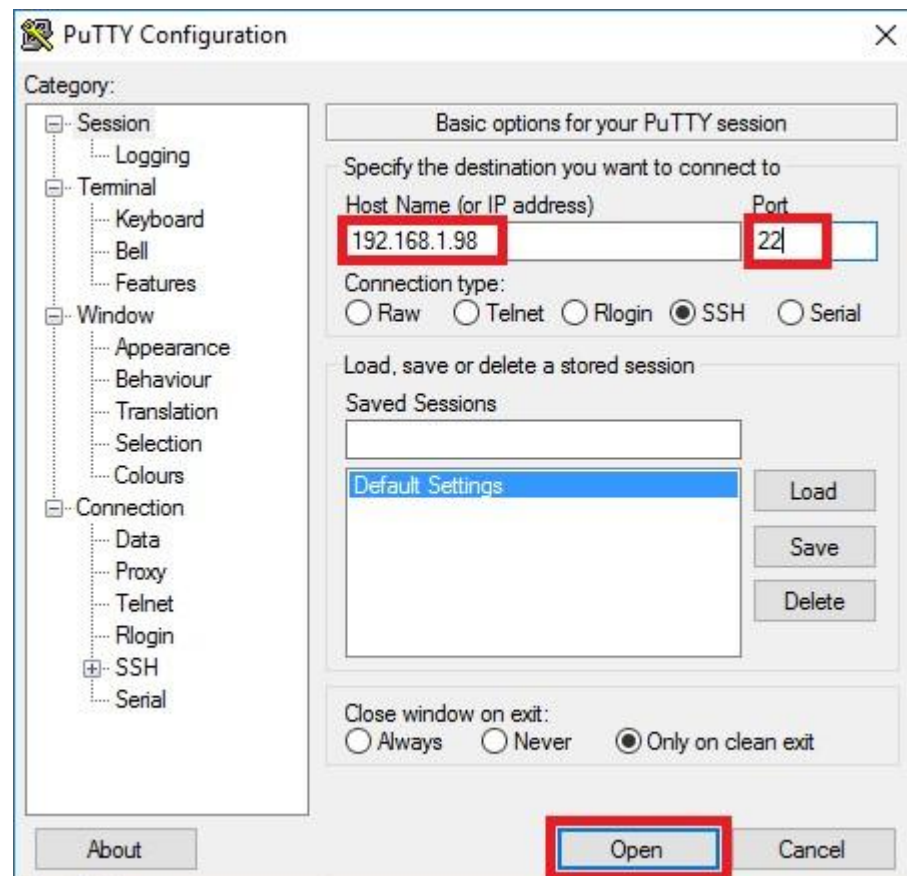 PuTTY Configuration
Category:
Session
Logging
Terminal
Keyboard
Bell
Features
Window
Appearance
Behaviour
Translation
Selection
Colours
Connection
Data
Proxy
Telnet
Rlogin
SSH
Serial
Basic options for your PuTTY session
Specify the destination you want to connect to
Host Name (or IP address) Port
192.168.1.98 22
Connection type:
Raw Telnet Rlogin SSH Serial
Load, save or delete a stored session
Saved Sessions
Default Settings
Load
Save
Delete
Close window on exit:
Always Never Only on clean exit
About Open Cancel